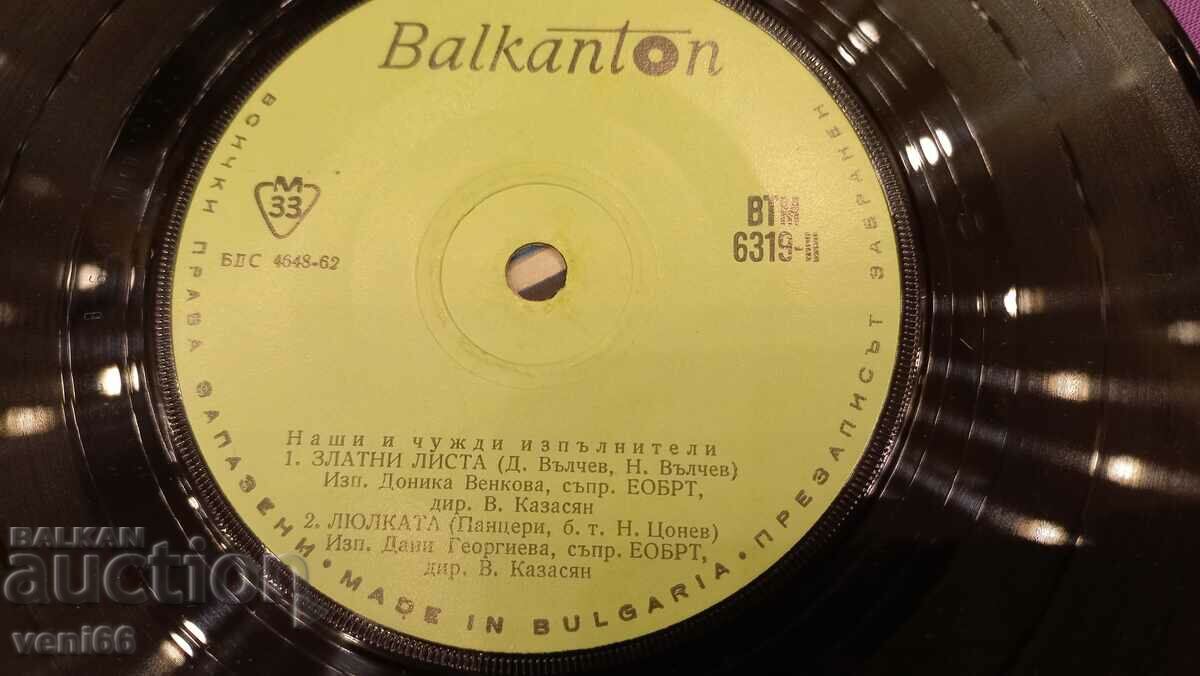 Balkanton
ВСИЧКИ ПРАВА ЗАПАЗЕНИ • MADE IN BULGARIA • ПРЕЗАПИСЪТ ЗАБРАНЕН
М
33
БДС 4648-62
ВТМ
6319-II
Наши и чужди изпълнители
1. ЗЛАТНИ ЛИСТА (Д. Вълчев, Н. Вълчев)
Изп. Доника Венкова, съпр. ЕОБРТ,
дир. В. Казасян
2. ЛЮЛКАТА (Панцери, б. т. Н. Цонев)
Изп. Дани Георгиева, съпр. ЕОБРТ,
дир. В. Казасян
BALKAN
auction
veni66